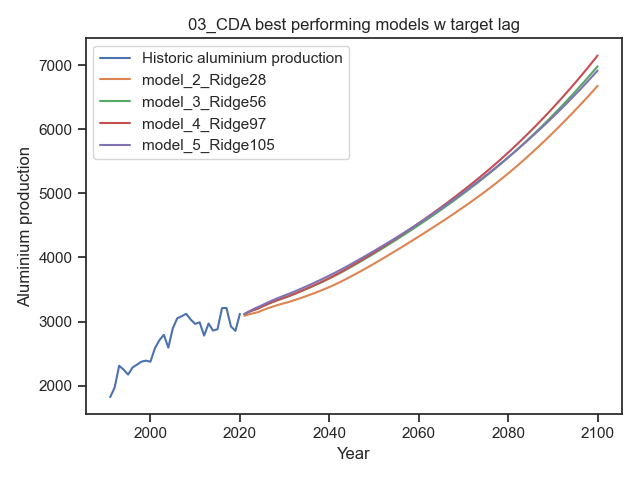 03_CDA best performing models w target lag
Historic aluminium production
model_2_Ridge28
model_3_Ridge56
model_4_Ridge97
model_5_Ridge105
Aluminium production
7000
6000
5000
4000
3000
2000
2000 2020 2040 2060 2080 2100
Year